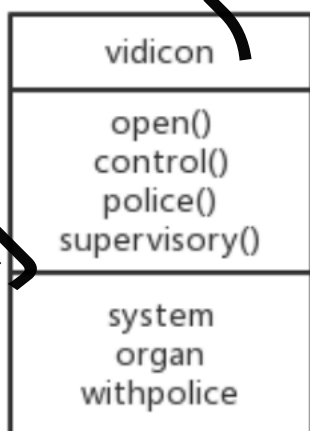 vidicon
open()
control()
police()
supervisory()
system
organ
withpolice